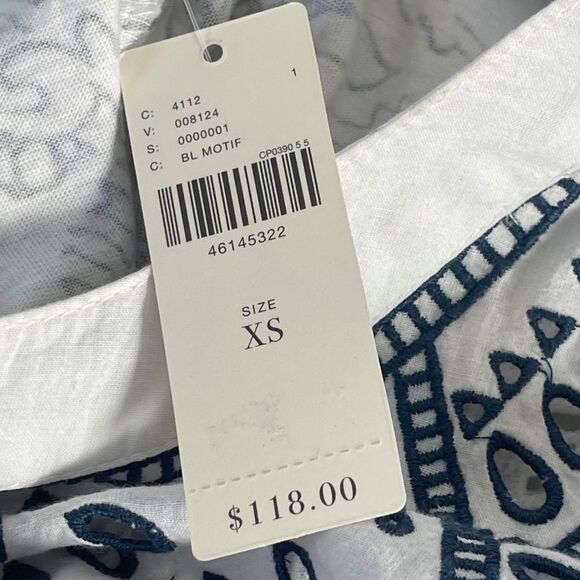 1
C: 4112
V: 008124
S: 0000001
C: BL MOTIF
CP0390 5 5
46145322
SIZE
XS
$118.00